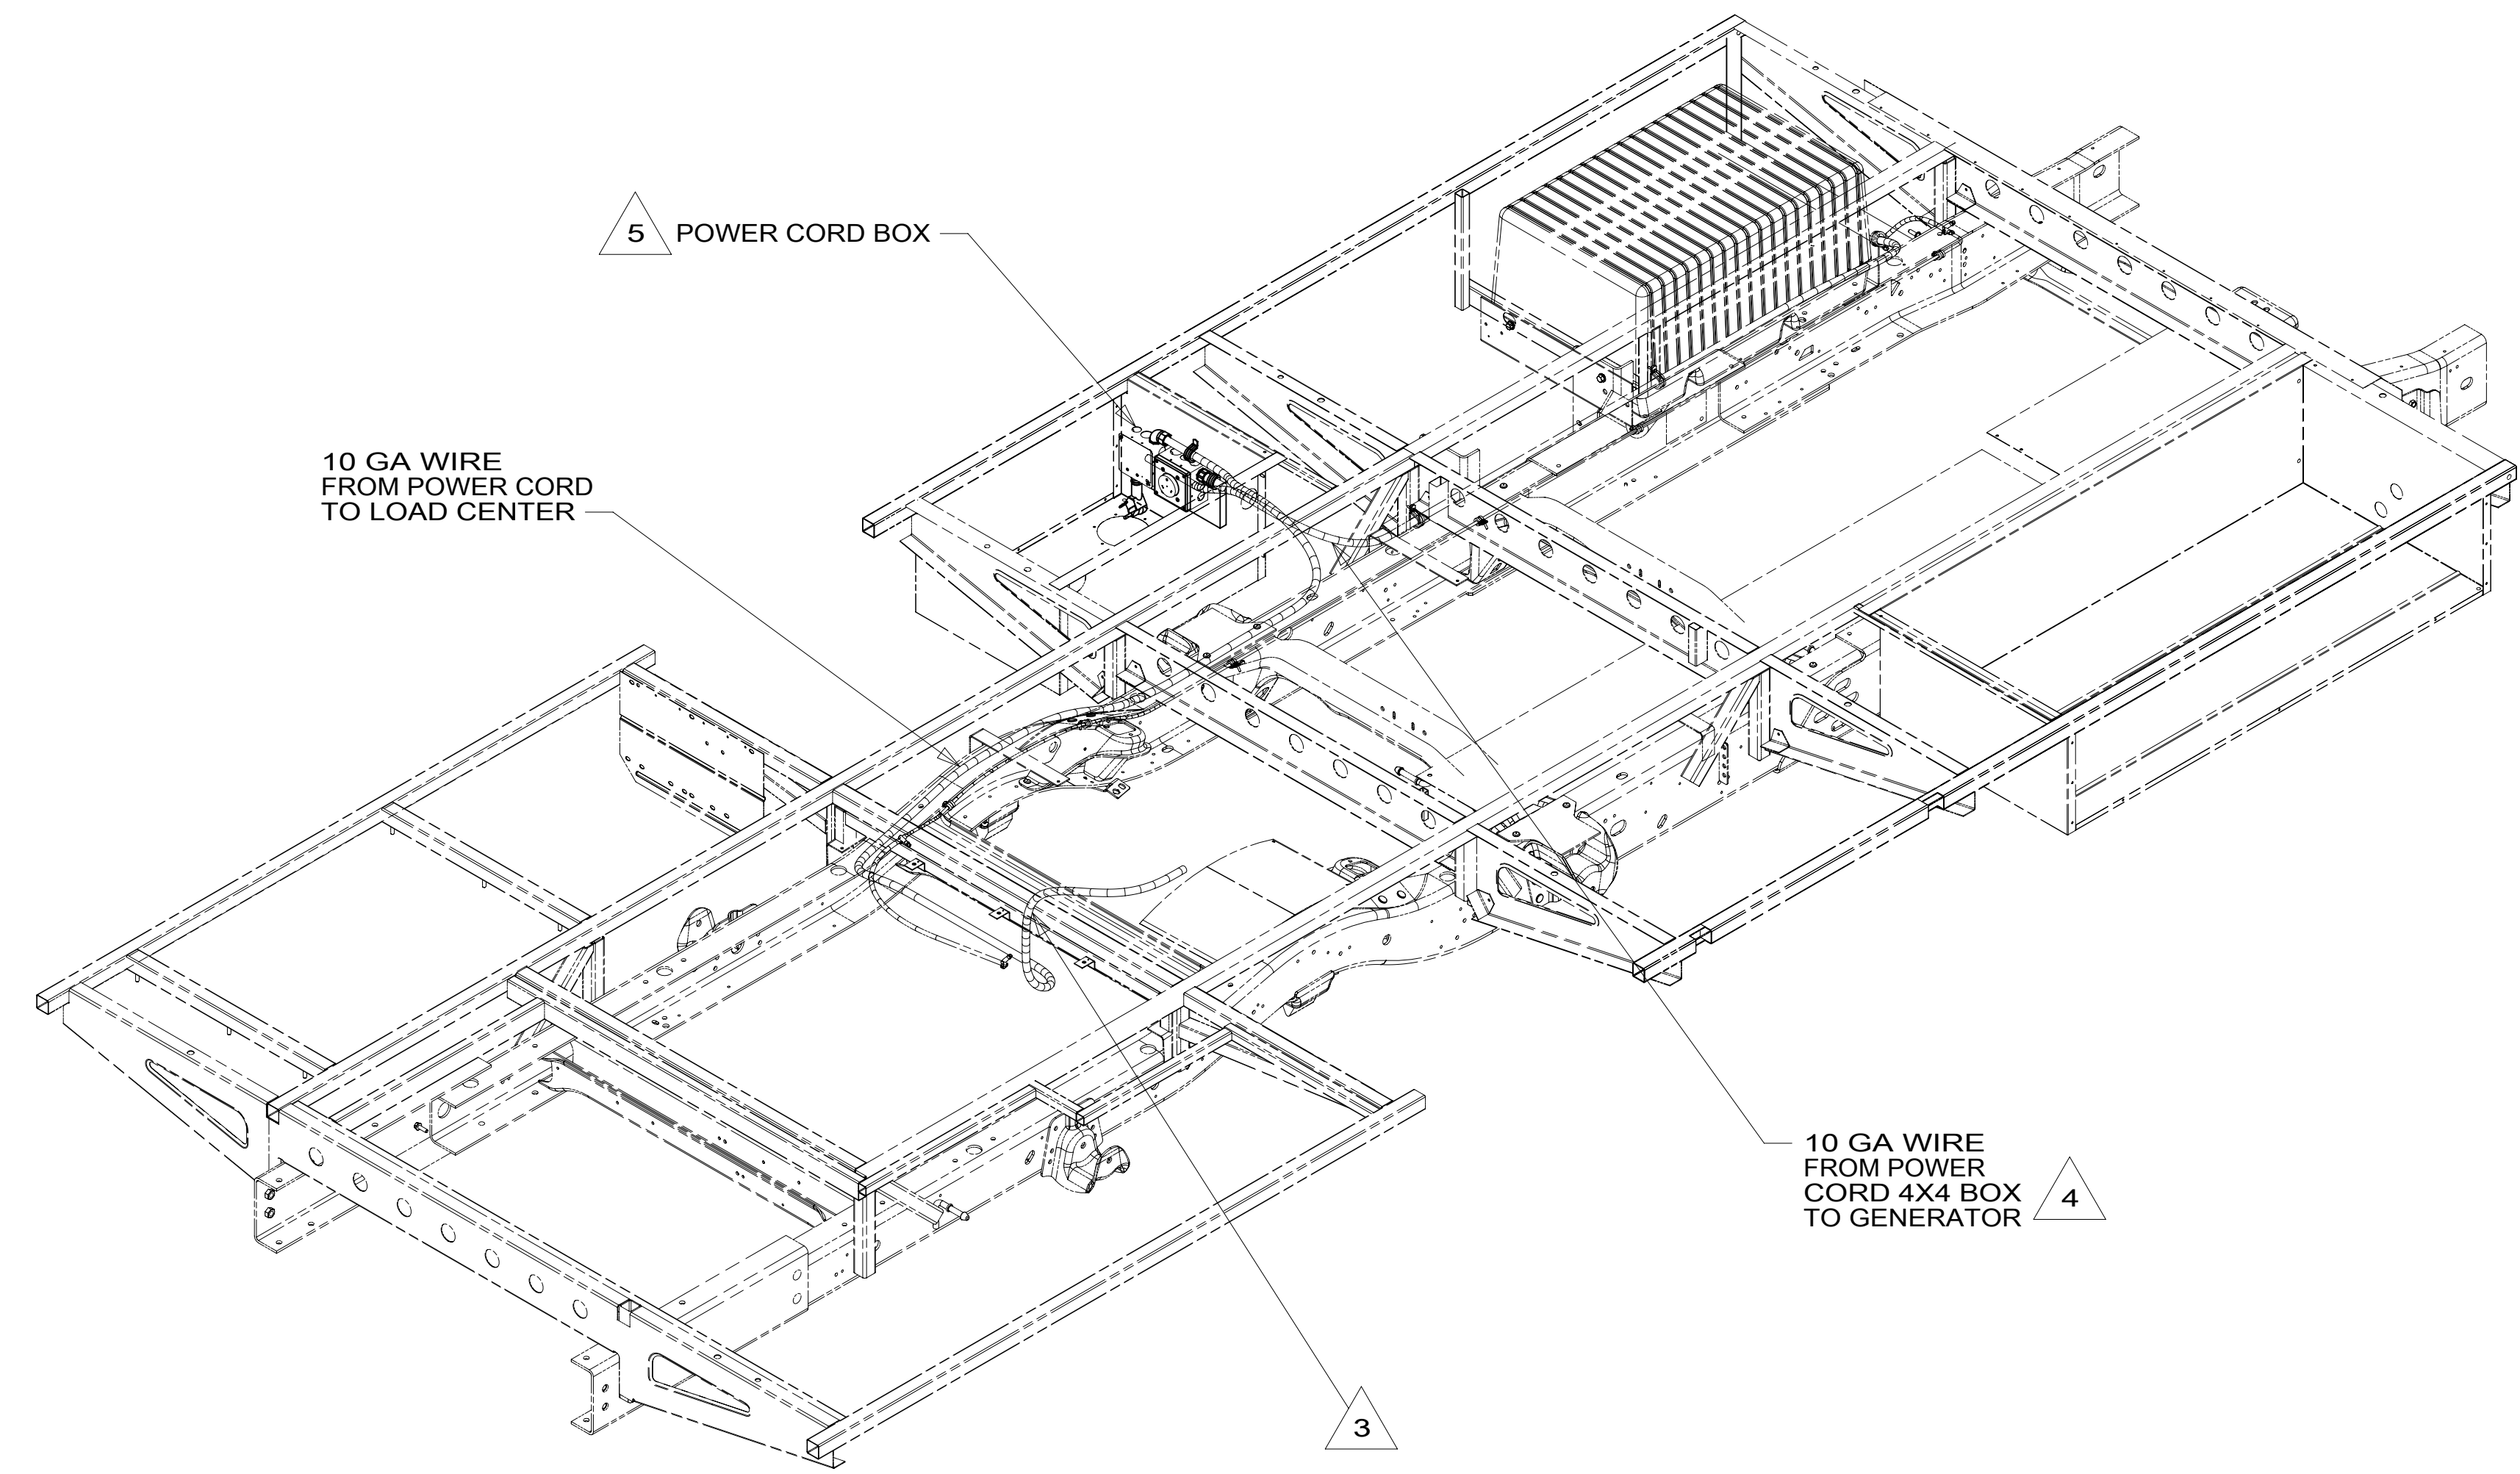 5 POWER CORD BOX
10 GA WIRE
FROM POWER CORD
TO LOAD CENTER
10 GA WIRE
FROM POWER
CORD 4X4 BOX
TO GENERATOR
4
3